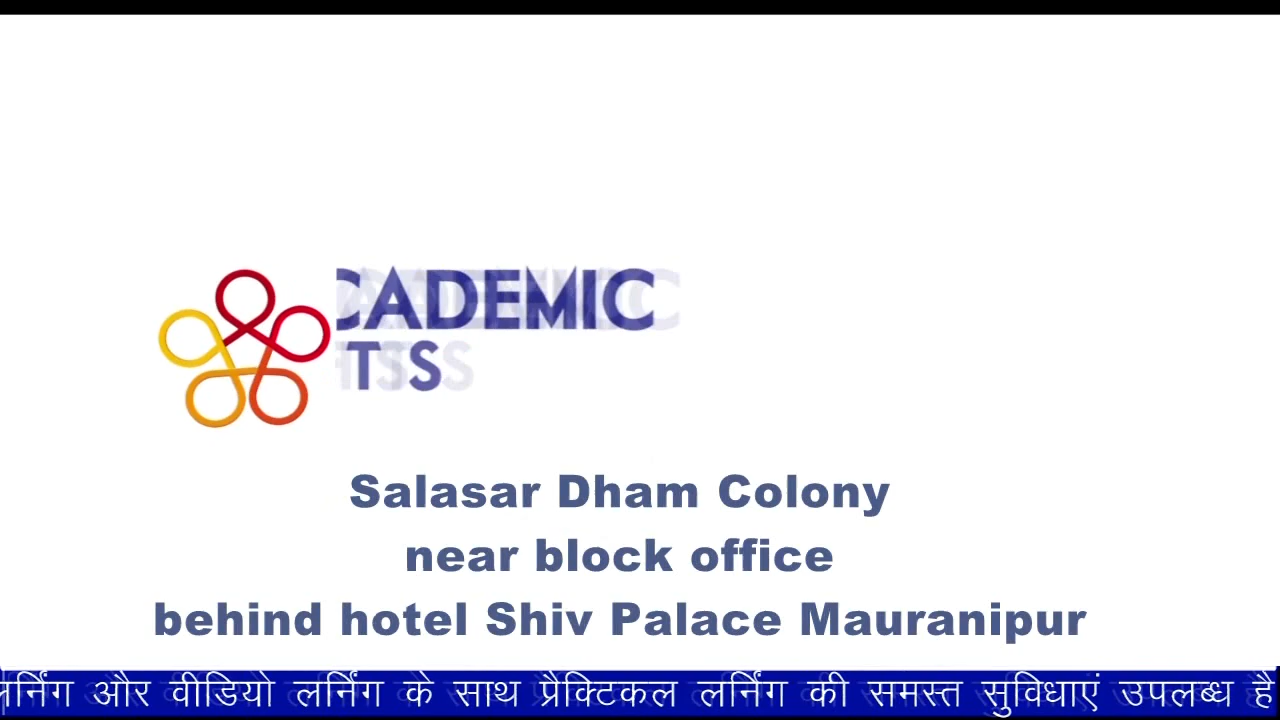 CADEMIC
TSS
Salasar Dham Colony
near block office
behind hotel Shiv Palace Mauranipur
लर्निंग और वीडियो लर्निंग के साथ प्रैक्टिकल लर्निंग की समस्त सुविधाएं उपलब्ध है